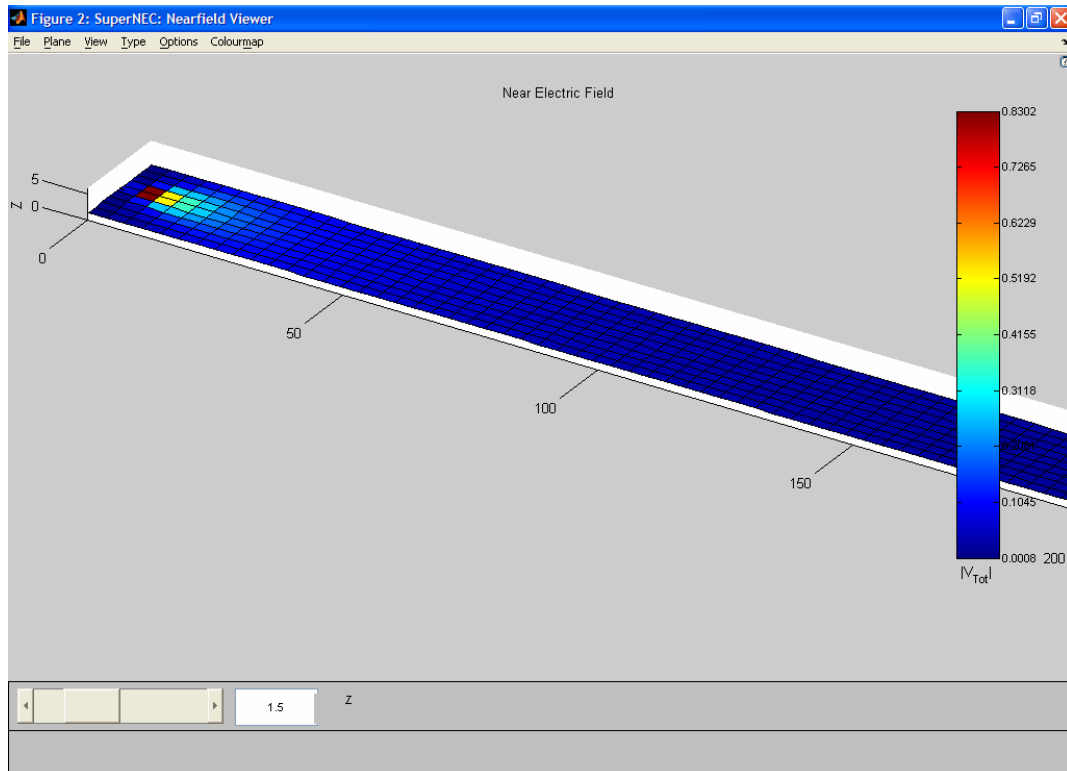 Figure 2: SuperNEC: Nearfield Viewer
File Plane View Type Options Colourmap
Near Electric Field
0.8302
0.7265
0.6229
0.5192
0.4155
0.3118
0.1045
0.0008
|V_Tot|
5
0
Z
0
50
100
150
200
1.5
Z